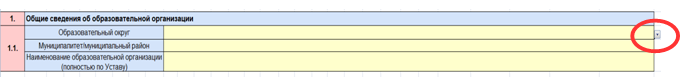 1. Общие сведения об образовательной организации
Образовательный округ
1.1. Муниципалитет/муниципальный район
Наименование образовательной организации
(полностью по Уставу)